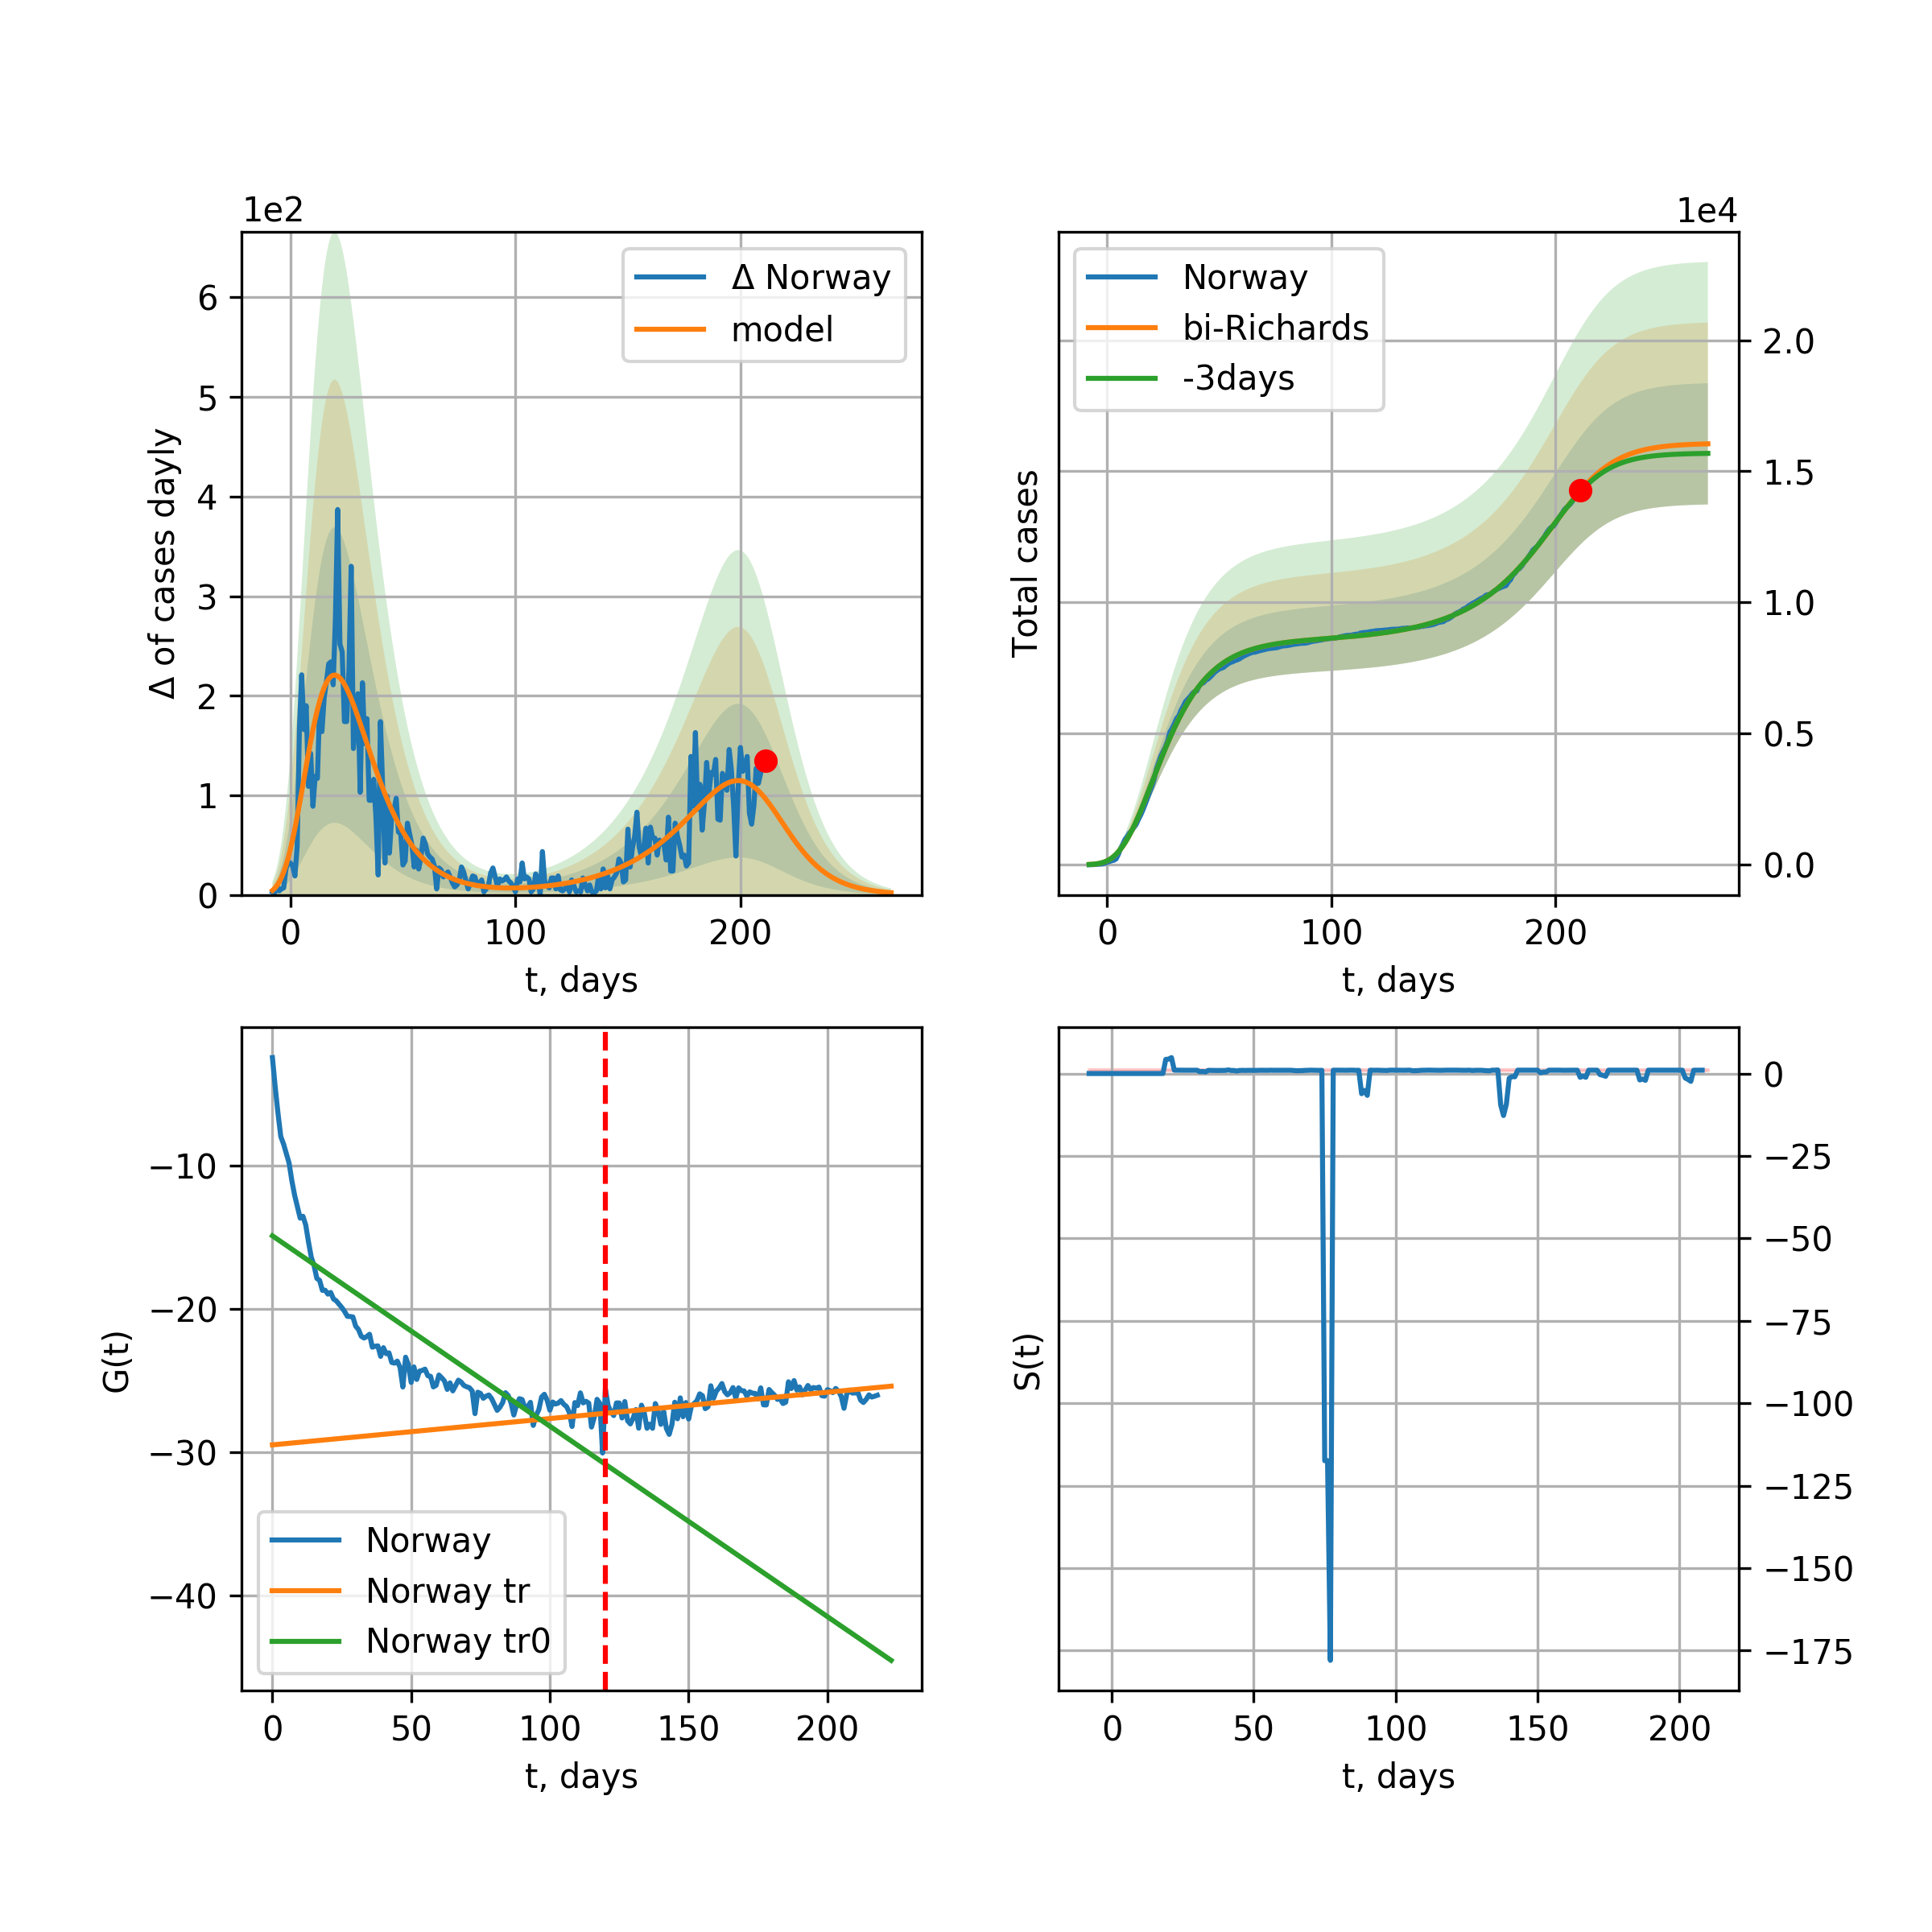 1e2
Δ Norway
model
6
5
4
3
2
1
0
Δ of cases dayly
0 100 200
t, days
1e4
Norway
bi-Richards
-3days
2.0
1.5
1.0
0.5
0.0
Total cases
0 100 200
t, days
−10
−20
−30
−40
G(t)
Norway
Norway tr
Norway tr0
0 50 100 150 200
t, days
0
−25
−50
−75
−100
−125
−150
−175
S(t)
0 50 100 150 200
t, days